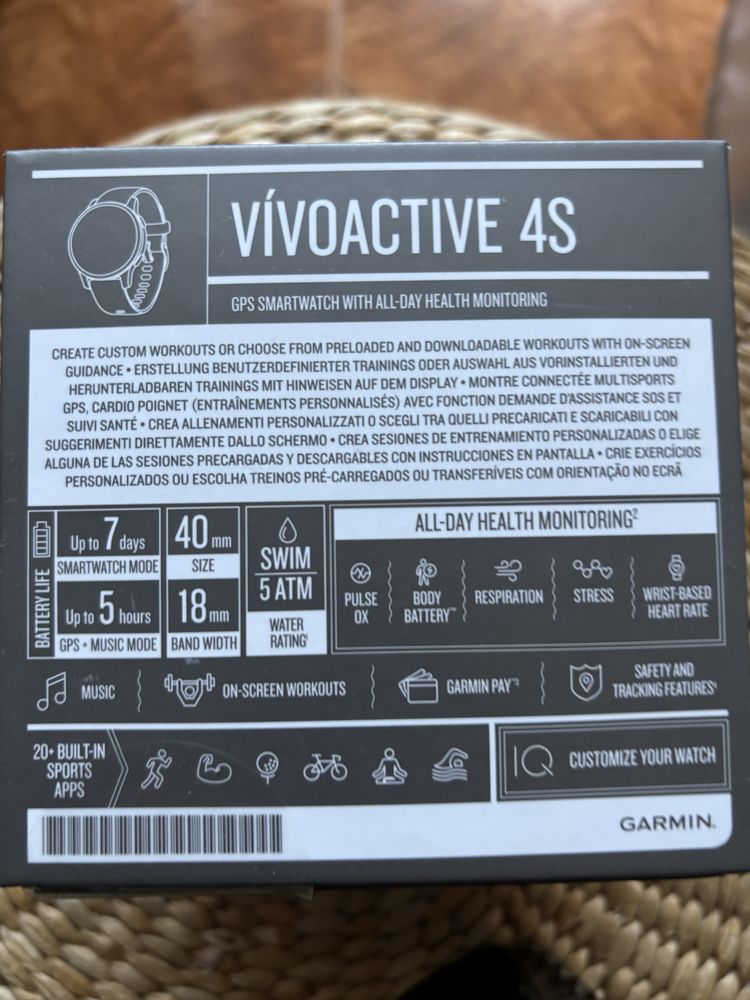 VÍVOACTIVE 4S
GPS SMARTWATCH WITH ALL-DAY HEALTH MONITORING
CREATE CUSTOM WORKOUTS OR CHOOSE FROM PRELOADED AND DOWNLOADABLE WORKOUTS WITH ON-SCREEN
GUIDANCE • ERSTELLUNG BENUTZERDEFINIERTER TRAININGS ODER AUSWAHL AUS VORINSTALLIERTEN UND
HERUNTERLADBAREN TRAININGS MIT HINWEISEN AUF DEM DISPLAY • MONTRE CONNECTÉE MULTISPORTS
GPS, CARDIO POIGNET (ENTRAÎNEMENTS PERSONNALISÉS) AVEC FONCTION DEMANDE D'ASSISTANCE SOS ET
SUIVI SANTÉ • CREA ALLENAMENTI PERSONALIZZATI O SCEGLI TRA QUELLI PRECARICATI E SCARICABILI CON
SUGGERIMENTI DIRETTAMENTE DALLO SCHERMO • CREA SESIONES DE ENTRENAMIENTO PERSONALIZADAS O ELIGE
ALGUNA DE LAS SESIONES PRECARGADAS Y DESCARGABLES CON INSTRUCCIONES EN PANTALLA • CRIE EXERCÍCIOS
PERSONALIZADOS OU ESCOLHA TREINOS PRÉ-CARREGADOS OU TRANSFERÍVEIS COM ORIENTAÇÃO NO ECRÃ
BATTERY LIFE
Up to 7 days
SMARTWATCH MODE
Up to 5 hours
GPS + MUSIC MODE
40 mm
SIZE
18 mm
BAND WIDTH
SWIM
5 ATM
WATER
RATING¹
ALL-DAY HEALTH MONITORING²
PULSE
OX
BODY
BATTERY™
RESPIRATION
STRESS
WRIST-BASED
HEART RATE
MUSIC
ON-SCREEN WORKOUTS
GARMIN PAY™³
SAFETY AND
TRACKING FEATURES⁴
20+ BUILT-IN
SPORTS
APPS
IQ
CUSTOMIZE YOUR WATCH
GARMIN.